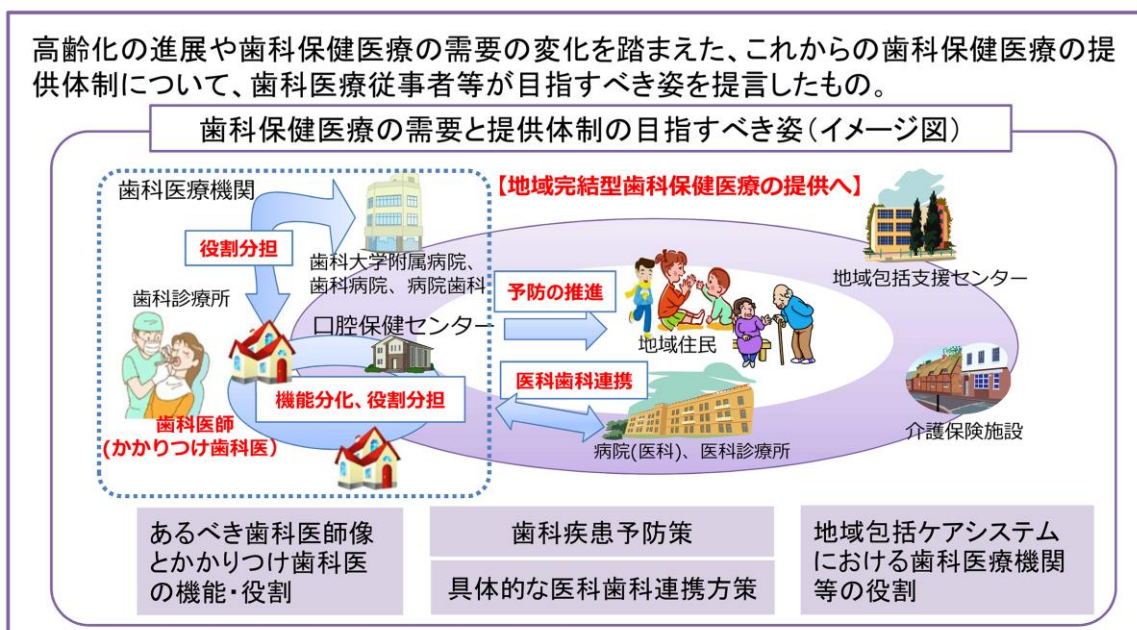 高齢化の進展や歯科保健医療の需要の変化を踏まえた、これからの歯科保健医療の提
供体制について、歯科医療従事者等が目指すべき姿を提言したもの。
歯科保健医療の需要と提供体制の目指すべき姿(イメージ図)
歯科医療機関
【地域完結型歯科保健医療の提供へ】
役割分担
歯科大学附属病院、
歯科病院、病院歯科
地域包括支援センター
歯科診療所
予防の推進
口腔保健センター
地域住民
医科歯科連携
機能分化、役割分担
歯科医師
(かかりつけ歯科医)
病院(医科)、医科診療所
介護保険施設
あるべき歯科医師像
とかかりつけ歯科医
の機能・役割
歯科疾患予防策
具体的な医科歯科連携方策
地域包括ケアシステム
における歯科医療機関
等の役割